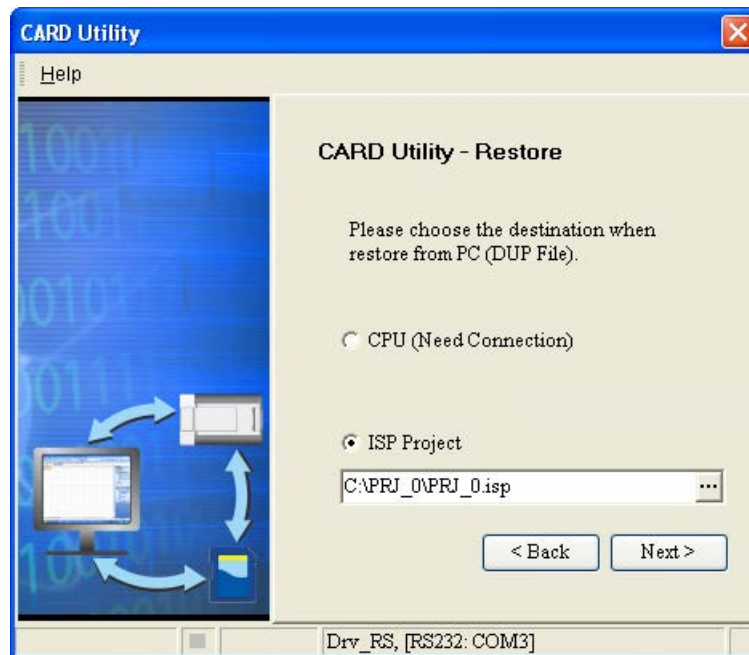 CARD Utility
Help
CARD Utility - Restore
Please choose the destination when
restore from PC (DUP File).
CPU (Need Connection)
ISP Project
C:\PRJ_0\PRJ_0.isp
...
< Back
Next >
Drv_RS, [RS232: COM3]